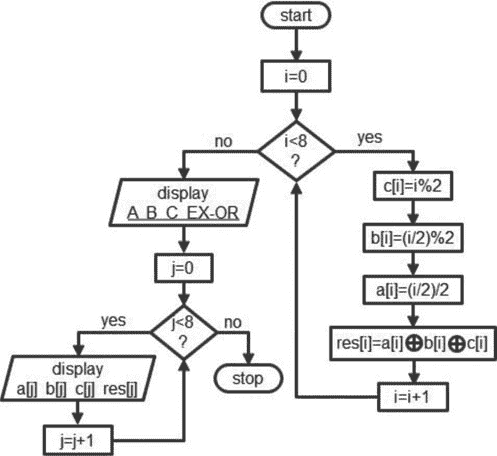 start
i=0
i<8
?
no
yes
c[i]=i%2
b[i]=(i/2)%2
a[i]=(i/2)/2
res[i]=a[i]⊕b[i]⊕c[i]
i=i+1
display
A B C EX-OR
j=0
j<8
?
yes
no
display
a[j] b[j] c[j] res[j]
j=j+1
stop